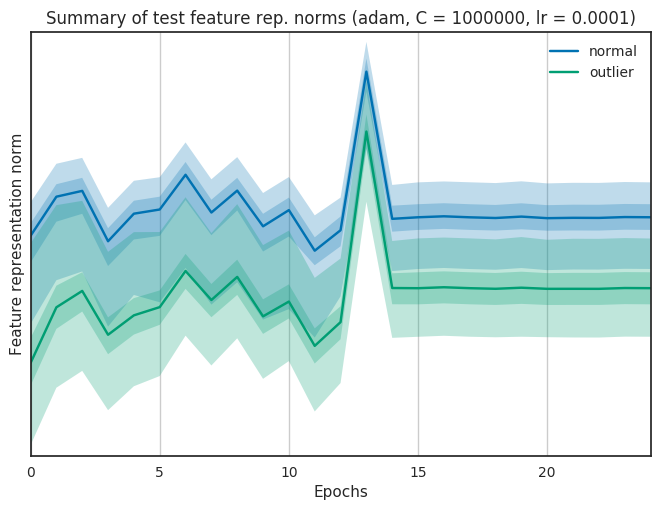 Summary of test feature rep. norms (adam, C = 1000000, lr = 0.0001)
normal
outlier
Feature representation norm
0 5 10 15 20
Epochs